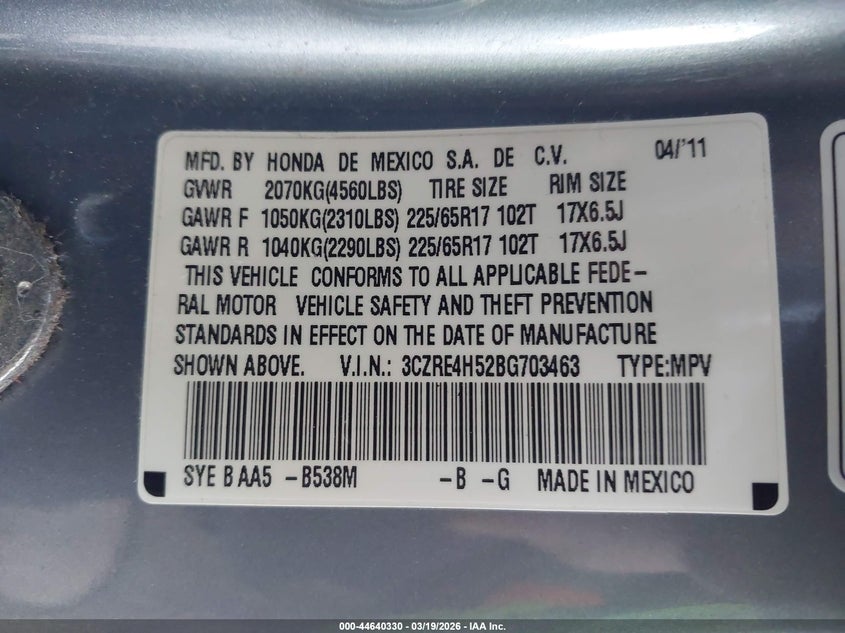 MFD. BY HONDA DE MEXICO S.A. DE C.V. 04/'11
GVWR 2070KG(4560LBS) TIRE SIZE RIM SIZE
GAWR F 1050KG(2310LBS) 225/65R17 102T 17X6.5J
GAWR R 1040KG(2290LBS) 225/65R17 102T 17X6.5J
THIS VEHICLE CONFORMS TO ALL APPLICABLE FEDE-
RAL MOTOR VEHICLE SAFETY AND THEFT PREVENTION
STANDARDS IN EFFECT ON THE DATE OF MANUFACTURE
SHOWN ABOVE. V.I.N.: 3CZRE4H52BG703463 TYPE:MPV
SYE B AA5 -B538M -B -G MADE IN MEXICO
000-44640330 - 03/19/2026 - IAA Inc.